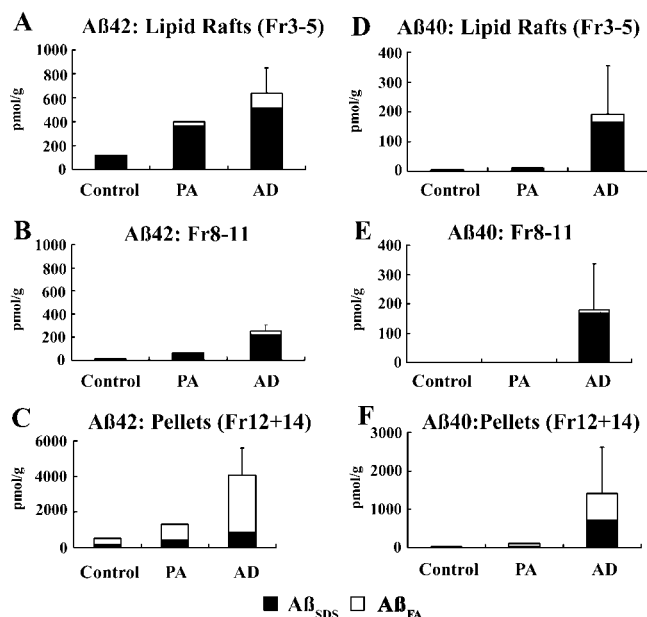 A
Aß42: Lipid Rafts (Fr3-5)
pmol/g
1000
800
600
400
200
0
Control PA AD
B
Aß42: Fr8-11
pmol/g
1000
800
600
400
200
0
Control PA AD
C
Aß42: Pellets (Fr12+14)
pmol/g
6000
4000
2000
0
Control PA AD
D
Aß40: Lipid Rafts (Fr3-5)
pmol/g
400
300
200
100
0
Control PA AD
E
Aß40: Fr8-11
pmol/g
400
300
200
100
0
Control PA AD
F
Aß40:Pellets (Fr12+14)
pmol/g
3000
2000
1000
0
Control PA AD
Aß SDS Aß FA